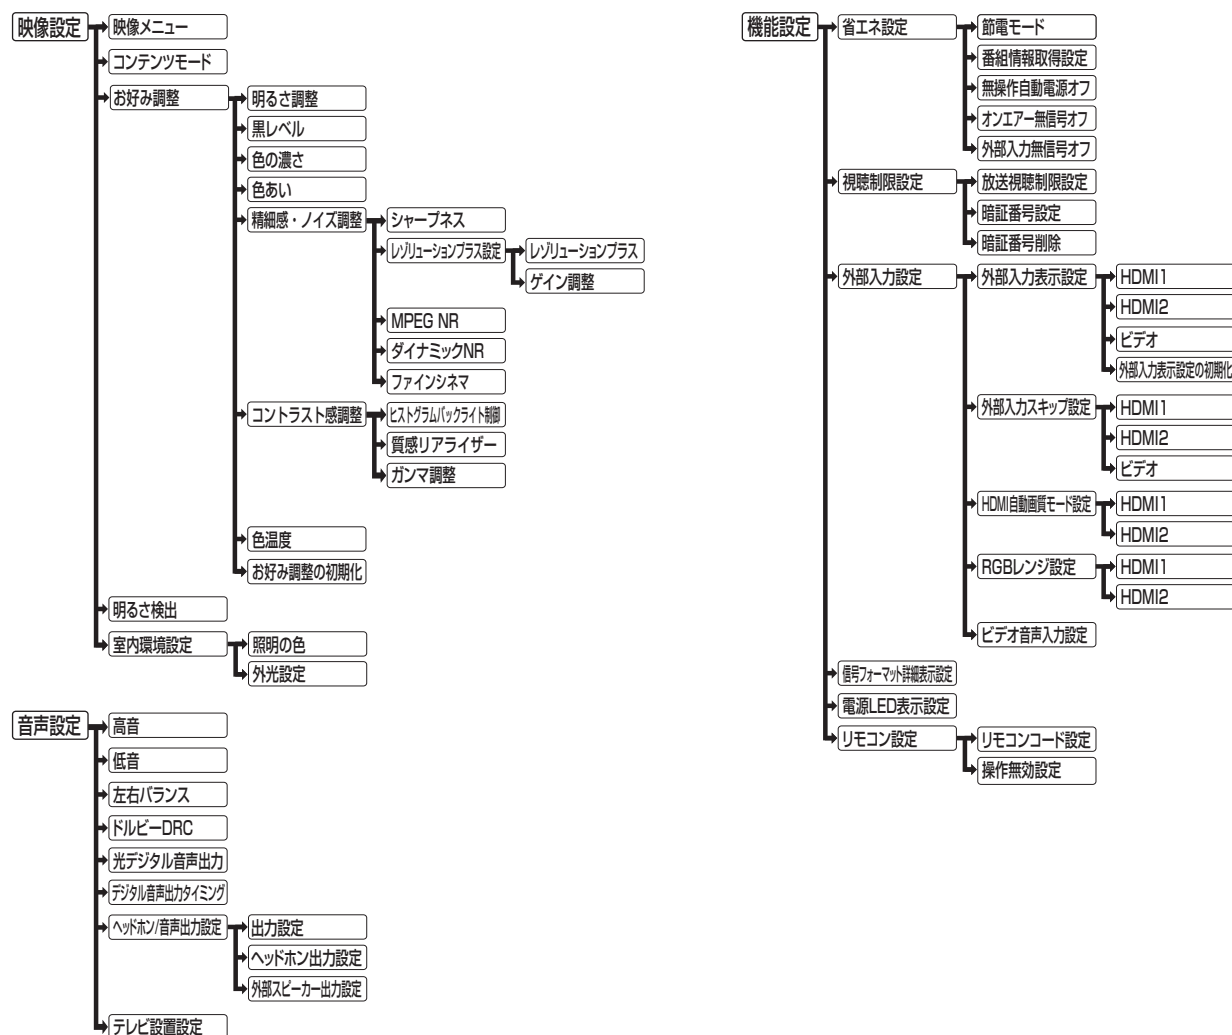 映像設定
映像メニュー
コンテンツモード
お好み調整
明るさ調整
黒レベル
色の濃さ
色あい
精細感・ノイズ調整
シャープネス
レゾリューションプラス設定
レゾリューションプラス
ゲイン調整
MPEG NR
ダイナミックNR
ファインシネマ
コントラスト感調整
ヒストグラムバックライト制御
質感リアライザー
ガンマ調整
色温度
お好み調整の初期化
明るさ検出
室内環境設定
照明の色
外光設定
音声設定
高音
低音
左右バランス
ドルビーDRC
光デジタル音声出力
デジタル音声出力タイミング
ヘッドホン/音声出力設定
出力設定
ヘッドホン出力設定
外部スピーカー出力設定
テレビ設置設定
機能設定
省エネ設定
節電モード
番組情報取得設定
無操作自動電源オフ
オンエアー無信号オフ
外部入力無信号オフ
視聴制限設定
放送視聴制限設定
暗証番号設定
暗証番号削除
外部入力設定
外部入力表示設定
HDMI1
HDMI2
ビデオ
外部入力表示設定の初期化
外部入力スキップ設定
HDMI1
HDMI2
ビデオ
HDMI自動画質モード設定
HDMI1
HDMI2
RGBレンジ設定
HDMI1
HDMI2
ビデオ音声入力設定
信号フォーマット詳細表示設定
電源LED表示設定
リモコン設定
リモコンコード設定
操作無効設定